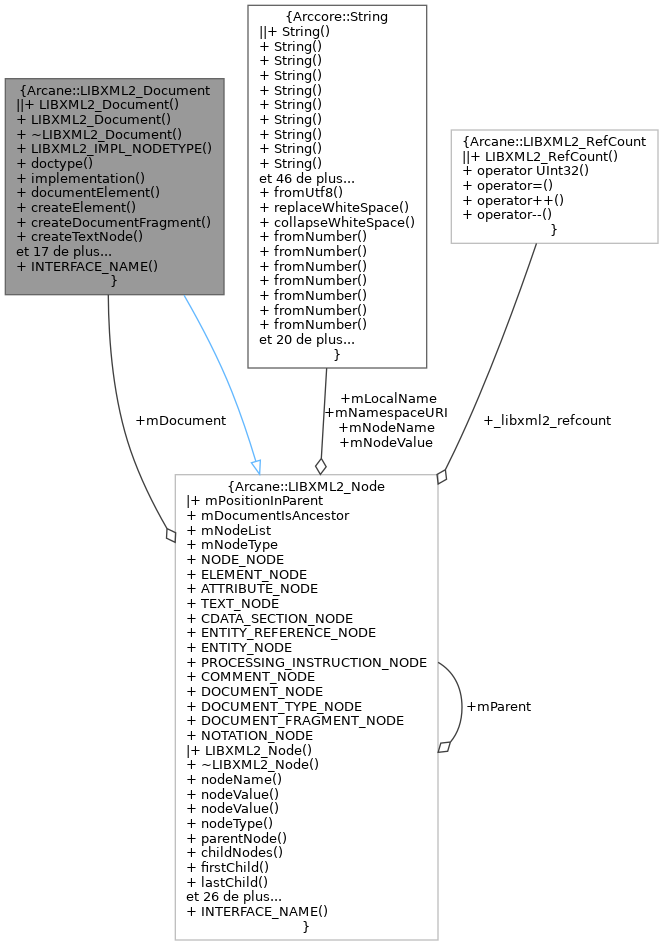 {Arccore::String
||+ String()
+ String()
+ String()
+ String()
+ String()
+ String()
+ String()
+ String()
+ String()
+ String()
et 46 de plus...
+ fromUtf8()
+ replaceWhiteSpace()
+ collapseWhiteSpace()
+ fromNumber()
+ fromNumber()
+ fromNumber()
+ fromNumber()
+ fromNumber()
+ fromNumber()
+ fromNumber()
et 20 de plus...
}
{Arcane::LIBXML2_Document
||+ LIBXML2_Document()
+ LIBXML2_Document()
+ ~LIBXML2_Document()
+ LIBXML2_IMPL_NODETYPE()
+ doctype()
+ implementation()
+ documentElement()
+ createElement()
+ createDocumentFragment()
+ createTextNode()
et 17 de plus...
+ INTERFACE_NAME()
}
{Arcane::LIBXML2_RefCount
||+ LIBXML2_RefCount()
+ operator UInt32()
+ operator=()
+ operator++()
+ operator--()
}
+mDocument
+mLocalName
+mNamespaceURI
+mNodeName
+mNodeValue
+_libxml2_refcount
{Arcane::LIBXML2_Node
|+ mPositionInParent
+ mDocumentIsAncestor
+ mNodeList
+ mNodeType
+ NODE_NODE
+ ELEMENT_NODE
+ ATTRIBUTE_NODE
+ TEXT_NODE
+ CDATA_SECTION_NODE
+ ENTITY_REFERENCE_NODE
+ ENTITY_NODE
+ PROCESSING_INSTRUCTION_NODE
+ COMMENT_NODE
+ DOCUMENT_NODE
+ DOCUMENT_TYPE_NODE
+ DOCUMENT_FRAGMENT_NODE
+ NOTATION_NODE
|+ LIBXML2_Node()
+ ~LIBXML2_Node()
+ nodeName()
+ nodeValue()
+ nodeValue()
+ nodeType()
+ parentNode()
+ childNodes()
+ firstChild()
+ lastChild()
et 26 de plus...
+ INTERFACE_NAME()
}
+mParent